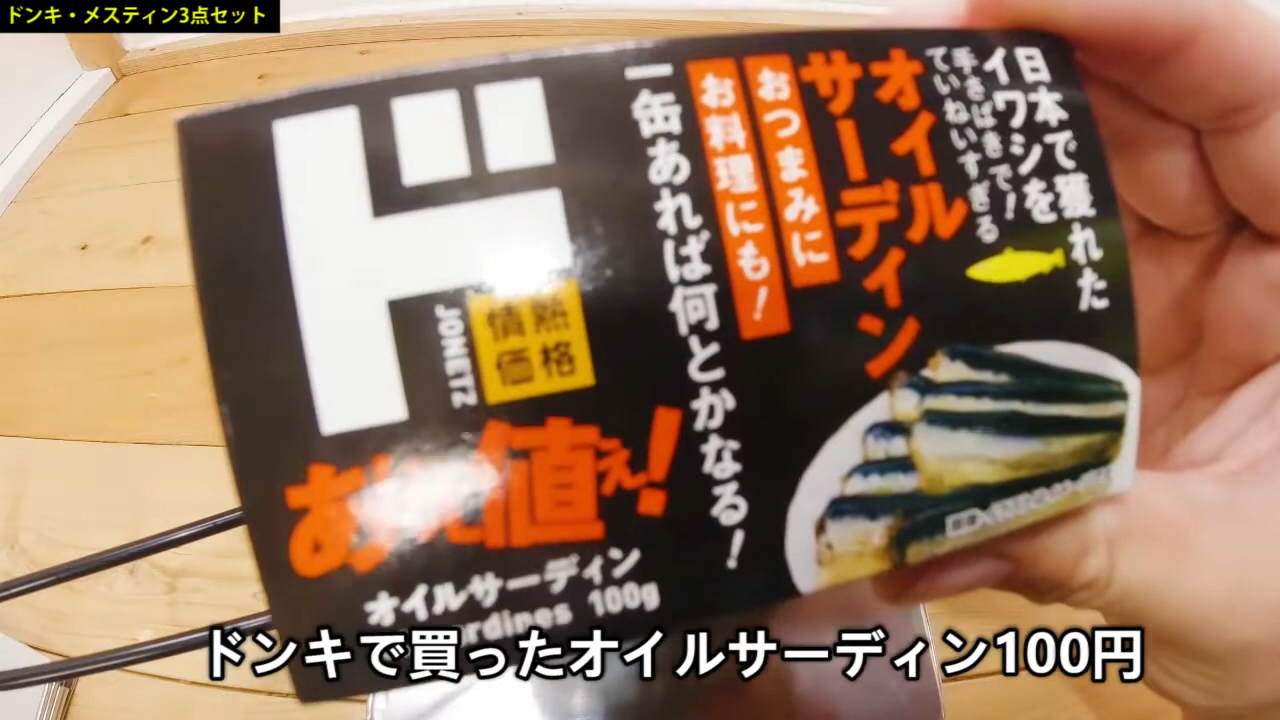 ドンキ・メスティン3点セット
日本で獲れた
イワシを
手さばきで!
ていねいすぎる
オイル
サーディン
おつまみに
お料理にも!
一缶あれば何とかなる!
ド
JONETZ
情熱
価格
値ぇ!
オイルサーディン
100g
ドンキで買ったオイルサーディン100円